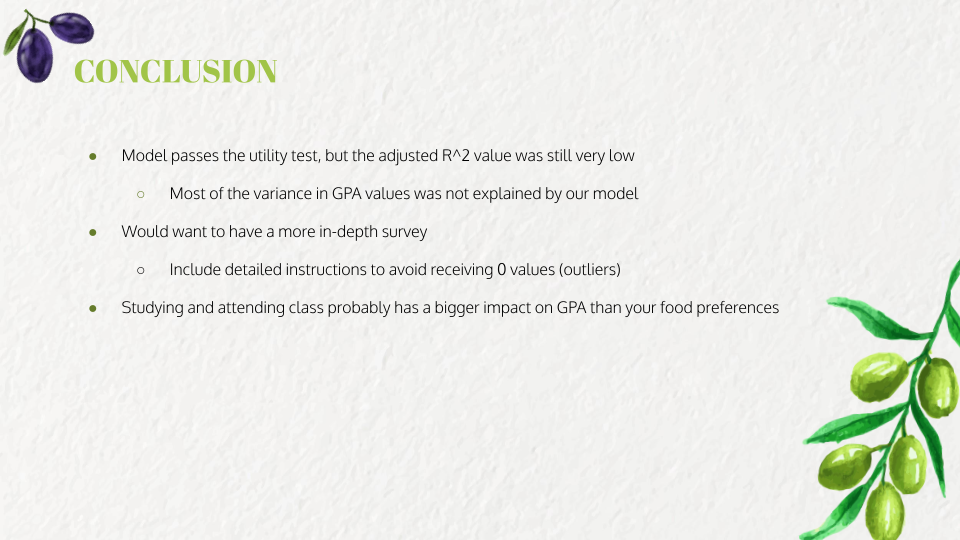 CONCLUSION
● Model passes the utility test, but the adjusted R^2 value was still very low
○ Most of the variance in GPA values was not explained by our model
● Would want to have a more in-depth survey
○ Include detailed instructions to avoid receiving 0 values (outliers)
● Studying and attending class probably has a bigger impact on GPA than your food preferences